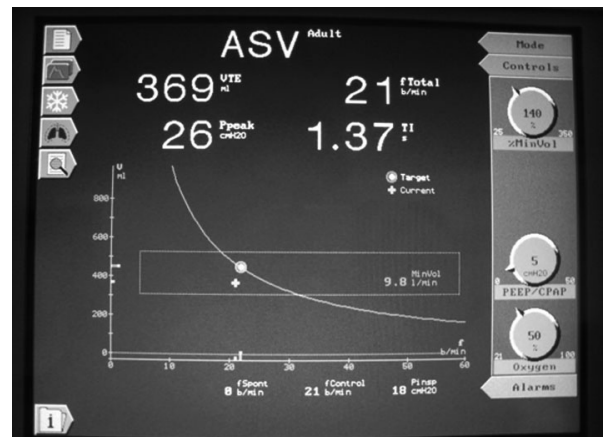 ASV Adult
Mode
Controls
369 VTE ml
21 fTotal b/min
26 Ppeak cmH2O
1.37 TI s
140 %
25 350
%MinVol
V ml
Target
Current
800
600
400
200
0
MinVol
9.8 l/min
0 10 20 30 40 50 60
f b/min
5 cmH2O
0 50
PEEP/CPAP
50 %
21 100
Oxygen
0 fSpont b/min
21 fControl b/min
18 Pinsp cmH20
Alarms
i